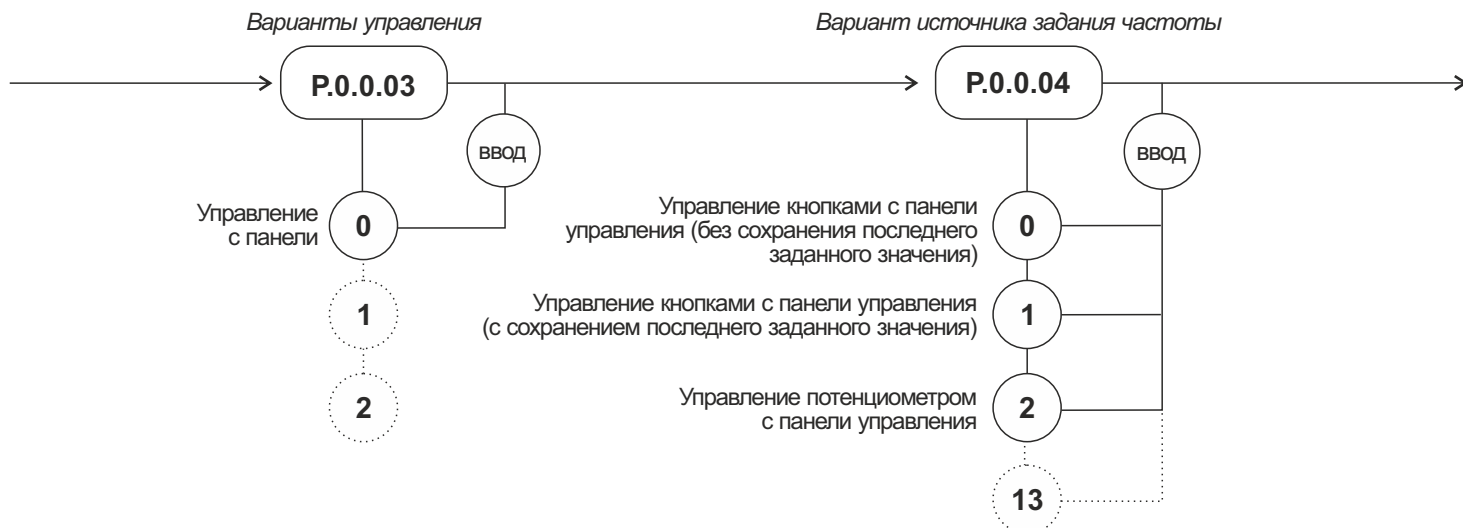 Варианты управления
Вариант источника задания частоты
P.0.0.03
P.0.0.04
ввод
ввод
Управление
с панели
0
1
2
Управление кнопками с панели
управления (без сохранения последнего
заданного значения)
0
Управление кнопками с панели управления
(с сохранением последнего заданного значения)
1
Управление потенциометром
с панели управления
2
13